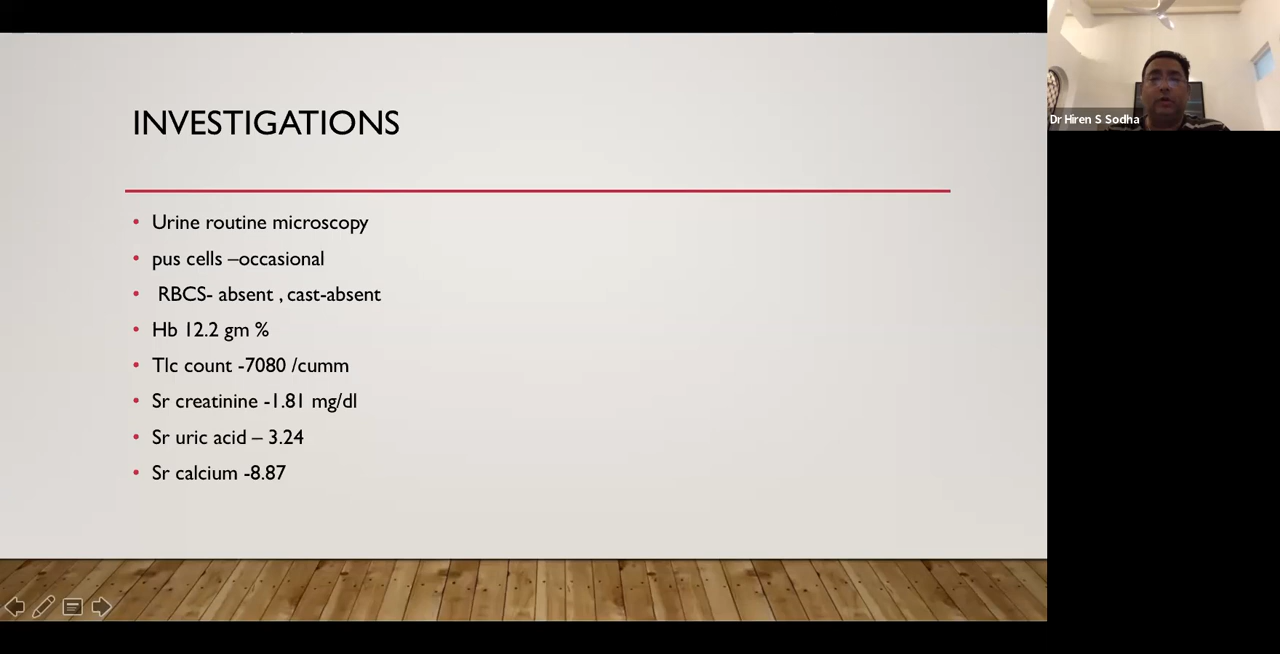 INVESTIGATIONS
• Urine routine microscopy
• pus cells –occasional
• RBCS- absent , cast-absent
• Hb 12.2 gm %
• Tlc count -7080 /cumm
• Sr creatinine -1.81 mg/dl
• Sr uric acid – 3.24
• Sr calcium -8.87
Dr Hiren S Sodha